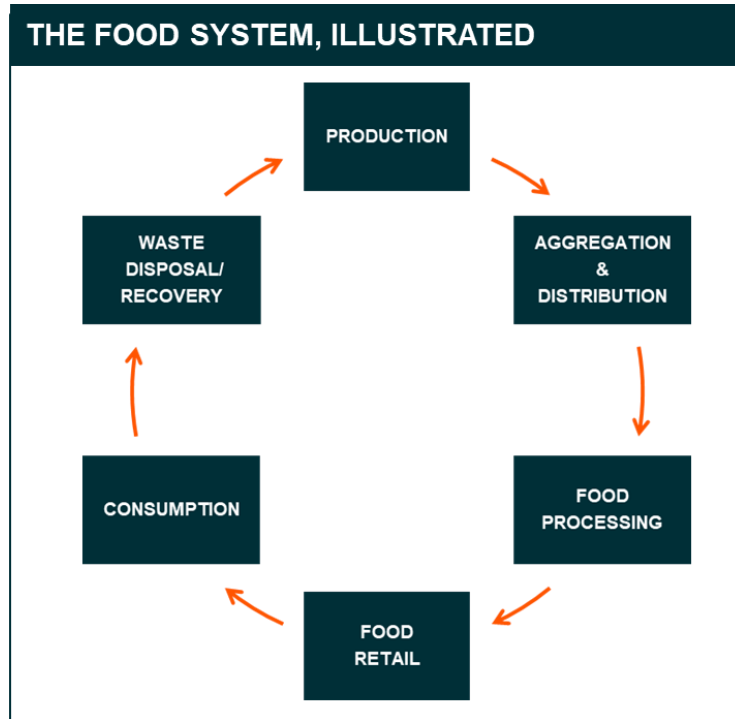 THE FOOD SYSTEM, ILLUSTRATED
PRODUCTION
AGGREGATION
&
DISTRIBUTION
FOOD
PROCESSING
FOOD
RETAIL
CONSUMPTION
WASTE
DISPOSAL/
RECOVERY